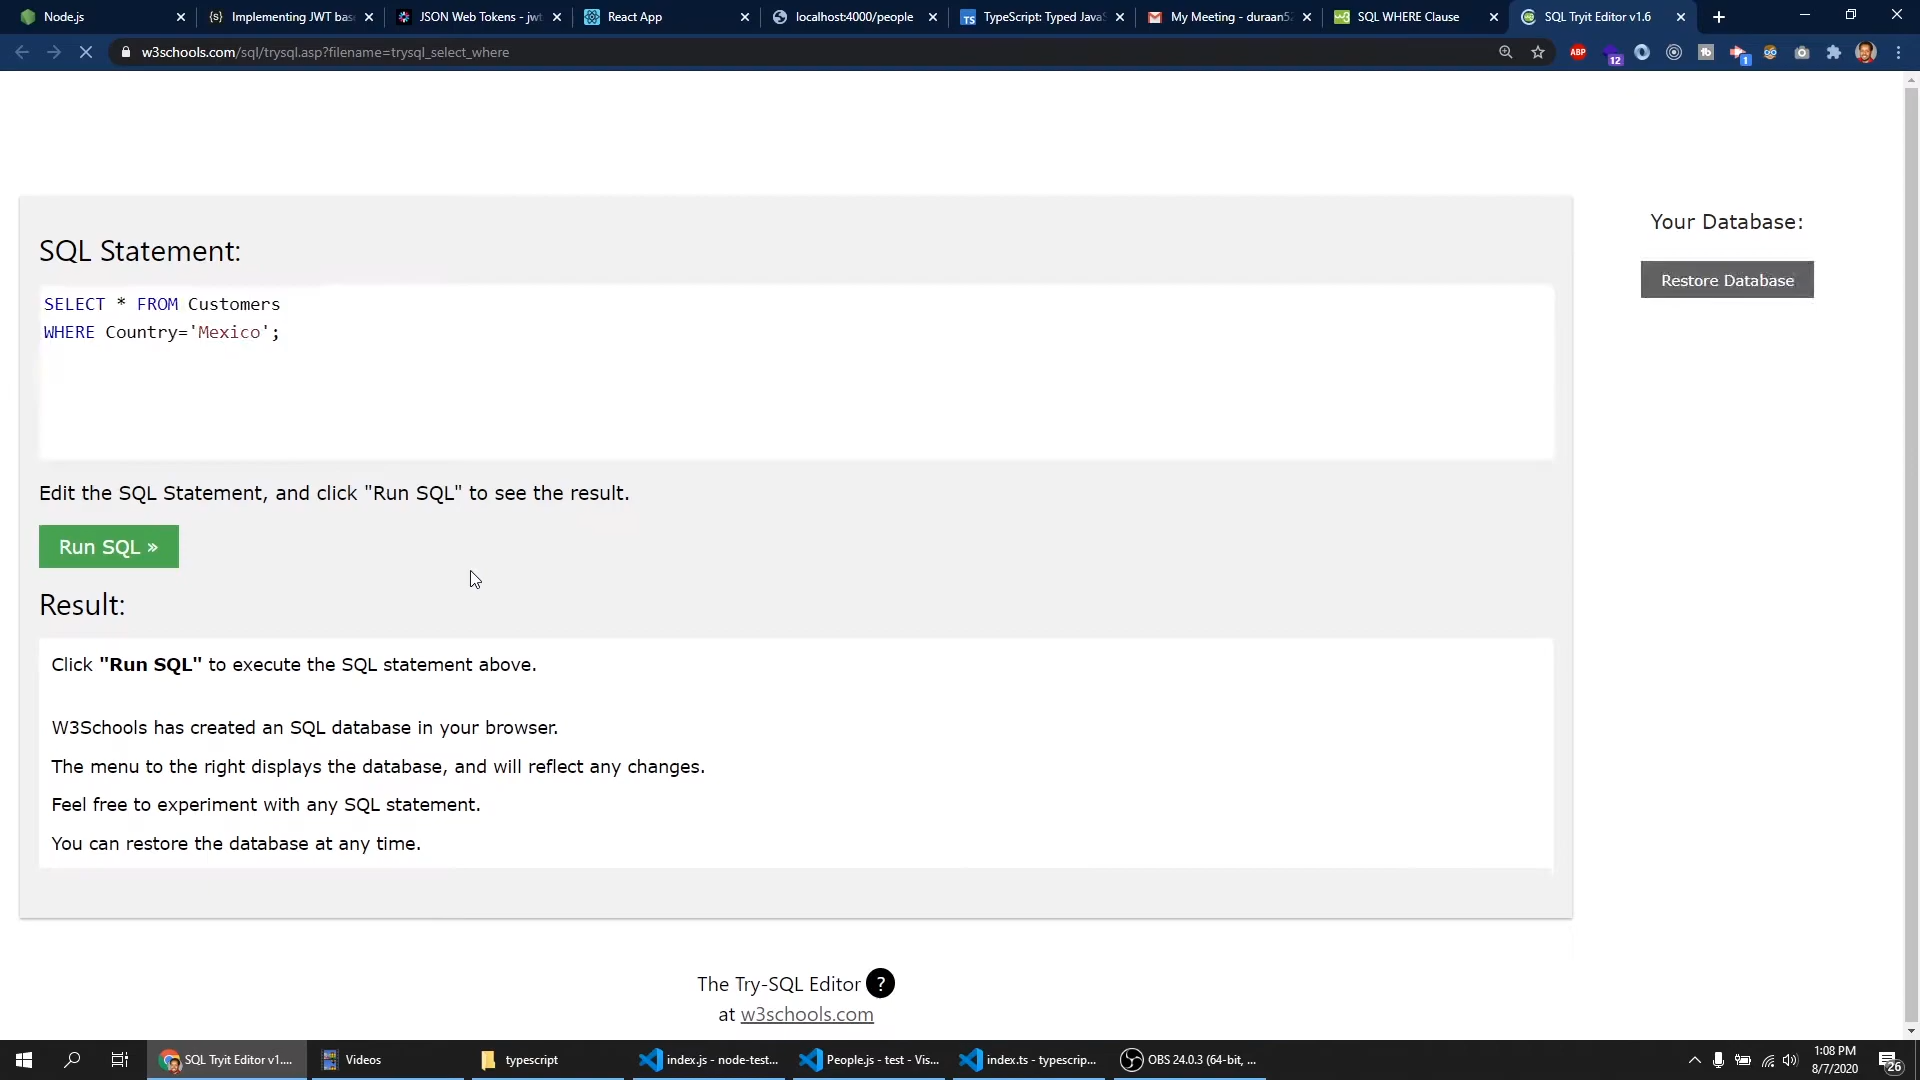 Node.js
Implementing JWT bas
JSON Web Tokens - jwt
React App
localhost:4000/people
TypeScript: Typed JavaS
My Meeting - duraan5
SQL WHERE Clause
SQL Tryit Editor v1.6
w3schools.com/sql/trysql.asp?filename=trysql_select_where
ABP
12
tb
1
SQL Statement:
SELECT * FROM Customers
WHERE Country='Mexico';
Edit the SQL Statement, and click "Run SQL" to see the result.
Run SQL »
Result:
Click "Run SQL" to execute the SQL statement above.
W3Schools has created an SQL database in your browser.
The menu to the right displays the database, and will reflect any changes.
Feel free to experiment with any SQL statement.
You can restore the database at any time.
Your Database:
Restore Database
The Try-SQL Editor ?
at w3schools.com
SQL Tryit Editor v1....
Videos
typescript
index.js - node-test...
People.js - test - Vis...
index.ts - typescrip...
OBS 24.0.3 (64-bit, ...
1:08 PM
8/7/2020
26